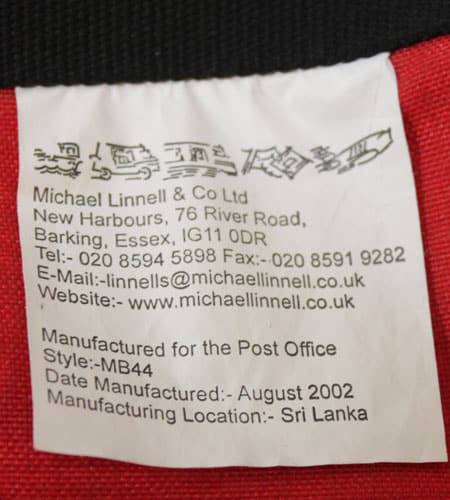 Michael Linnell & Co Ltd
New Harbours, 76 River Road,
Barking, Essex, IG11 0DR
Tel:- 020 8594 5898 Fax:-.020 8591 9282
E-Mail:-linnells@michaellinnell.co.uk
Website:- www.michaellinnell.co.uk
Manufactured for the Post Office
Style:-MB44
Date Manufactured:- August 2002
Manufacturing Location:- Sri Lanka